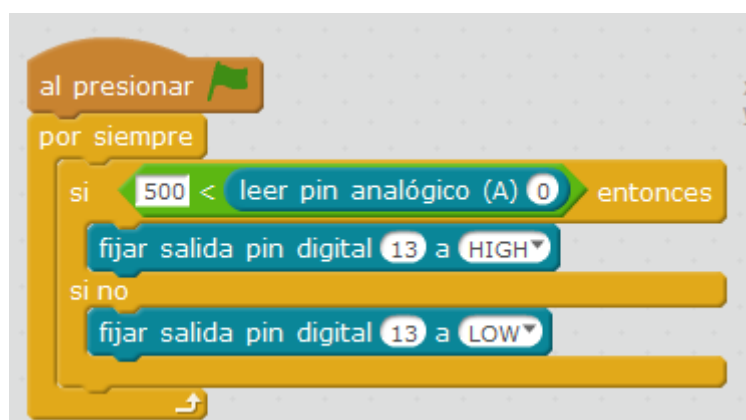 al presionar
por siempre
si 500 < leer pin analógico (A) 0 entonces
fijar salida pin digital 13 a HIGH
si no
fijar salida pin digital 13 a LOW